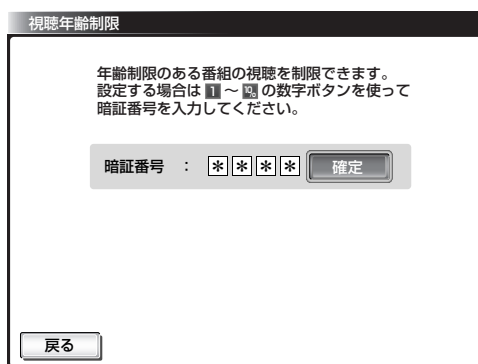 視聴年齢制限
年齢制限のある番組の視聴を制限できます。
設定する場合は 1 ～ 10 の数字ボタンを使って
暗証番号を入力してください。
暗証番号 ： ＊＊＊＊ 確定
戻る